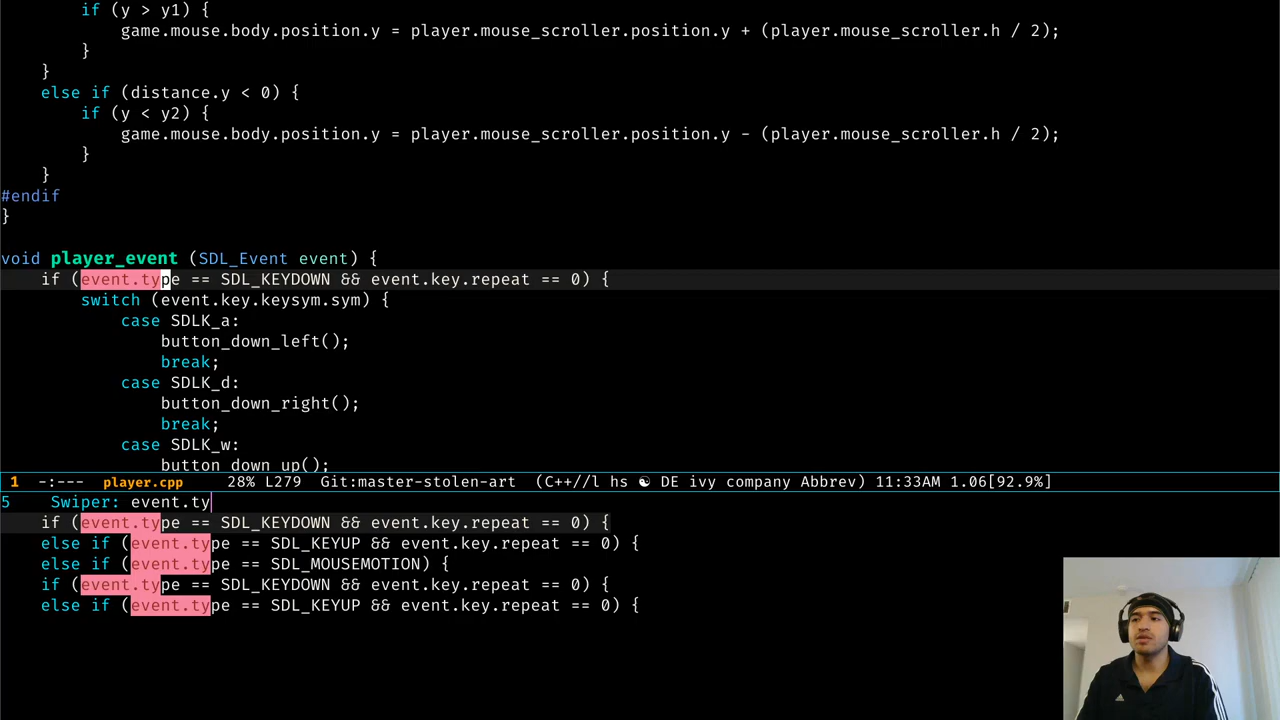 if (y > y1) {
            game.mouse.body.position.y = player.mouse_scroller.position.y + (player.mouse_scroller.h / 2);
        }
    }
    else if (distance.y < 0) {
        if (y < y2) {
            game.mouse.body.position.y = player.mouse_scroller.position.y - (player.mouse_scroller.h / 2);
        }
    }
#endif
}
void player_event (SDL_Event event) {
    if (event.type == SDL_KEYDOWN && event.key.repeat == 0) {
        switch (event.key.keysym.sym) {
            case SDLK_a:
                button_down_left();
                break;
            case SDLK_d:
                button_down_right();
                break;
            case SDLK_w:
                button_down_up();
1 -:--- player.cpp 28% L279 Git:master-stolen-art (C++//l hs ☯ DE ivy company Abbrev) 11:33AM 1.06[92.9%]
5    Swiper: event.ty
    if (event.type == SDL_KEYDOWN && event.key.repeat == 0) {
    else if (event.type == SDL_KEYUP && event.key.repeat == 0) {
    else if (event.type == SDL_MOUSEMOTION) {
    if (event.type == SDL_KEYDOWN && event.key.repeat == 0) {
    else if (event.type == SDL_KEYUP && event.key.repeat == 0) {